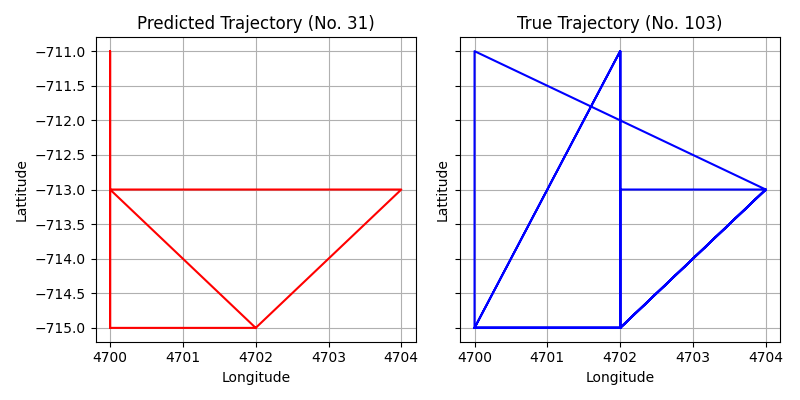 Predicted Trajectory (No. 31)
True Trajectory (No. 103)
−711.0
−711.5
−712.0
−712.5
−713.0
−713.5
−714.0
−714.5
−715.0
Lattitude
Lattitude
4700 4701 4702 4703 4704
4700 4701 4702 4703 4704
Longitude
Longitude